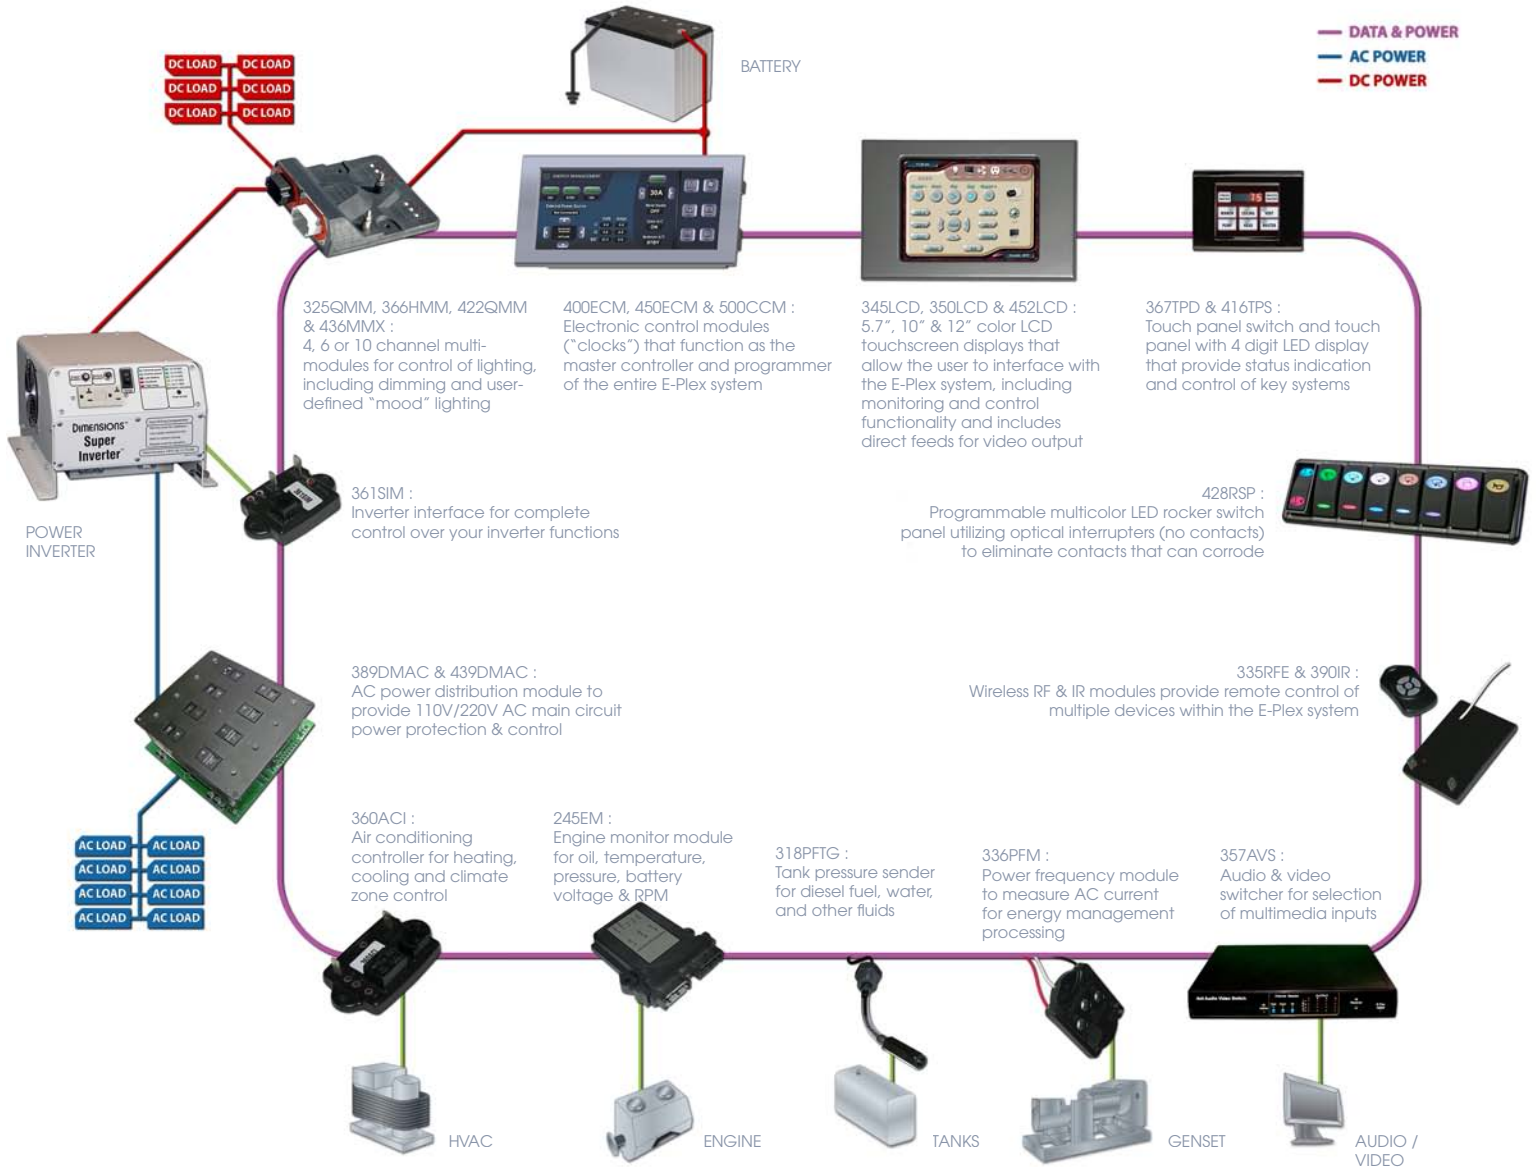 DATA & POWER
AC POWER
DC POWER
BATTERY
DC LOAD DC LOAD
DC LOAD DC LOAD
DC LOAD DC LOAD
325QMM, 366HMM, 422QMM
& 436MMX :
4, 6 or 10 channel multi-
modules for control of lighting,
including dimming and user-
defined “mood” lighting
400ECM, 450ECM & 500CCM :
Electronic control modules
(“clocks”) that function as the
master controller and programmer
of the entire E-Plex system
345LCD, 350LCD & 452LCD :
5.7”, 10” & 12” color LCD
touchscreen displays that
allow the user to interface with
the E-Plex system, including
monitoring and control
functionality and includes
direct feeds for video output
367TPD & 416TPS :
Touch panel switch and touch
panel with 4 digit LED display
that provide status indication
and control of key systems
DIMENSIONS
Super
Inverter
POWER
INVERTER
361SIM
361SIM :
Inverter interface for complete
control over your inverter functions
428RSP :
Programmable multicolor LED rocker switch
panel utilizing optical interrupters (no contacts)
to eliminate contacts that can corrode
389DMAC & 439DMAC :
AC power distribution module to
provide 110V/220V AC main circuit
power protection & control
335RFE & 390IR :
Wireless RF & IR modules provide remote control of
multiple devices within the E-Plex system
AC LOAD AC LOAD
AC LOAD AC LOAD
AC LOAD AC LOAD
AC LOAD AC LOAD
360ACI :
Air conditioning
controller for heating,
cooling and climate
zone control
245EM :
Engine monitor module
for oil, temperature,
pressure, battery
voltage & RPM
318PFTG :
Tank pressure sender
for diesel fuel, water,
and other fluids
336PFM :
Power frequency module
to measure AC current
for energy management
processing
357AVS :
Audio & video
switcher for selection
of multimedia inputs
HVAC
ENGINE
TANKS
GENSET
AUDIO /
VIDEO